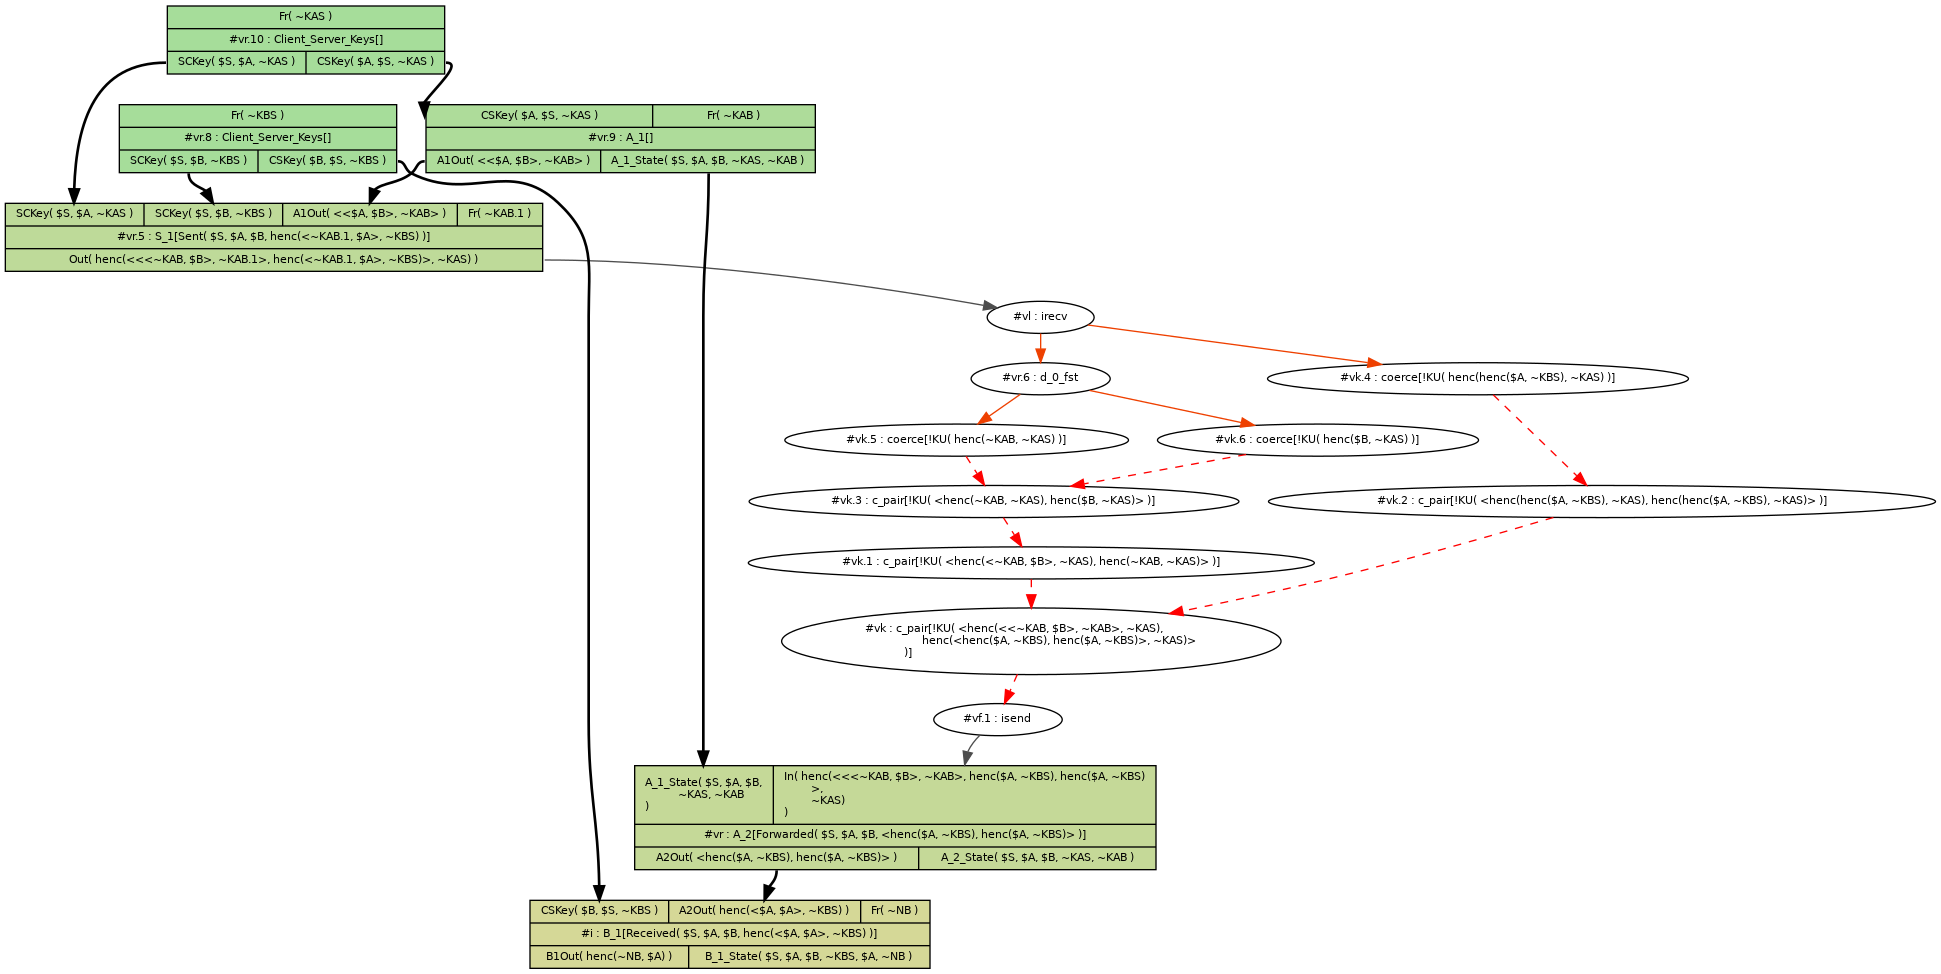 Fr( ~KAS )
#vr.10 : Client_Server_Keys[]
SCKey( $S, $A, ~KAS ) CSKey( $A, $S, ~KAS )
Fr( ~KBS )
#vr.8 : Client_Server_Keys[]
SCKey( $S, $B, ~KBS ) CSKey( $B, $S, ~KBS )
CSKey( $A, $S, ~KAS ) Fr( ~KAB )
#vr.9 : A_1[]
A1Out( <<$A, $B>, ~KAB> ) A_1_State( $S, $A, $B, ~KAS, ~KAB )
SCKey( $S, $A, ~KAS ) SCKey( $S, $B, ~KBS ) A1Out( <<$A, $B>, ~KAB> ) Fr( ~KAB.1 )
#vr.5 : S_1[Sent( $S, $A, $B, henc(<~KAB.1, $A>, ~KBS) )]
Out( henc(<<<~KAB, $B>, ~KAB.1>, henc(<~KAB.1, $A>, ~KBS)>, ~KAS) )
#vl : irecv
#vr.6 : d_0_fst
#vk.4 : coerce[!KU( henc(henc($A, ~KBS), ~KAS) )]
#vk.5 : coerce[!KU( henc(~KAB, ~KAS) )]
#vk.6 : coerce[!KU( henc($B, ~KAS) )]
#vk.3 : c_pair[!KU( <henc(~KAB, ~KAS), henc($B, ~KAS)> )]
#vk.2 : c_pair[!KU( <henc(henc($A, ~KBS), ~KAS), henc(henc($A, ~KBS), ~KAS)> )]
#vk.1 : c_pair[!KU( <henc(<~KAB, $B>, ~KAS), henc(~KAB, ~KAS)> )]
#vk : c_pair[!KU( <henc(<<~KAB, $B>, ~KAB>, ~KAS),
henc(<henc($A, ~KBS), henc($A, ~KBS)>, ~KAS)>
)]
#vf.1 : isend
A_1_State( $S, $A, $B,
~KAS, ~KAB
)
In( henc(<<<~KAB, $B>, ~KAB>, henc($A, ~KBS), henc($A, ~KBS)
>,
~KAS)
)
#vr : A_2[Forwarded( $S, $A, $B, <henc($A, ~KBS), henc($A, ~KBS)> )]
A2Out( <henc($A, ~KBS), henc($A, ~KBS)> ) A_2_State( $S, $A, $B, ~KAS, ~KAB )
CSKey( $B, $S, ~KBS ) A2Out( henc(<$A, $A>, ~KBS) ) Fr( ~NB )
#i : B_1[Received( $S, $A, $B, henc(<$A, $A>, ~KBS) )]
B1Out( henc(~NB, $A) ) B_1_State( $S, $A, $B, ~KBS, $A, ~NB )